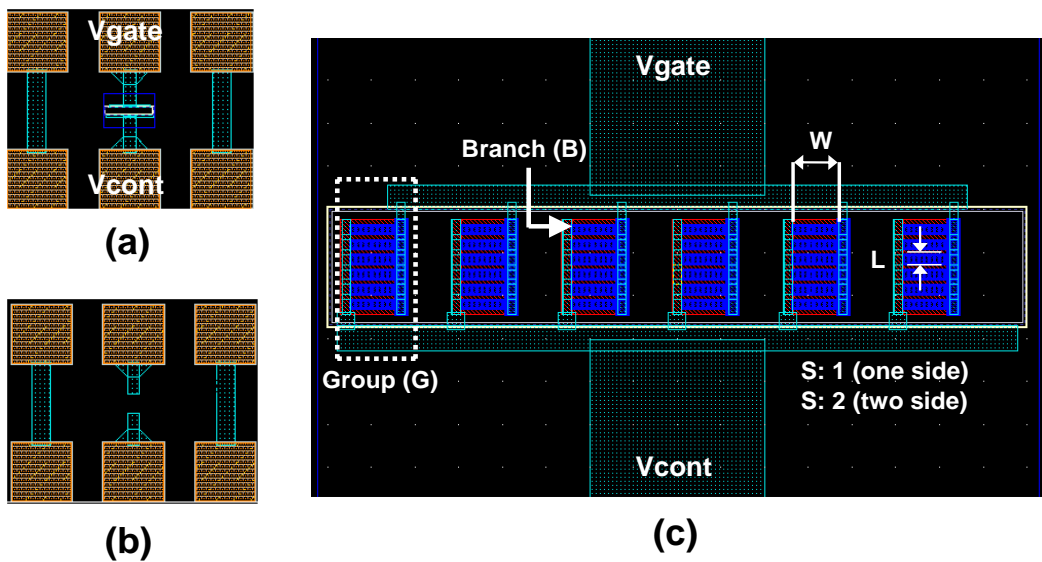 Vgate
Vcont
(a)
(b)
Vgate
W
Branch (B)
L
Group (G)
S: 1 (one side)
S: 2 (two side)
Vcont
(c)